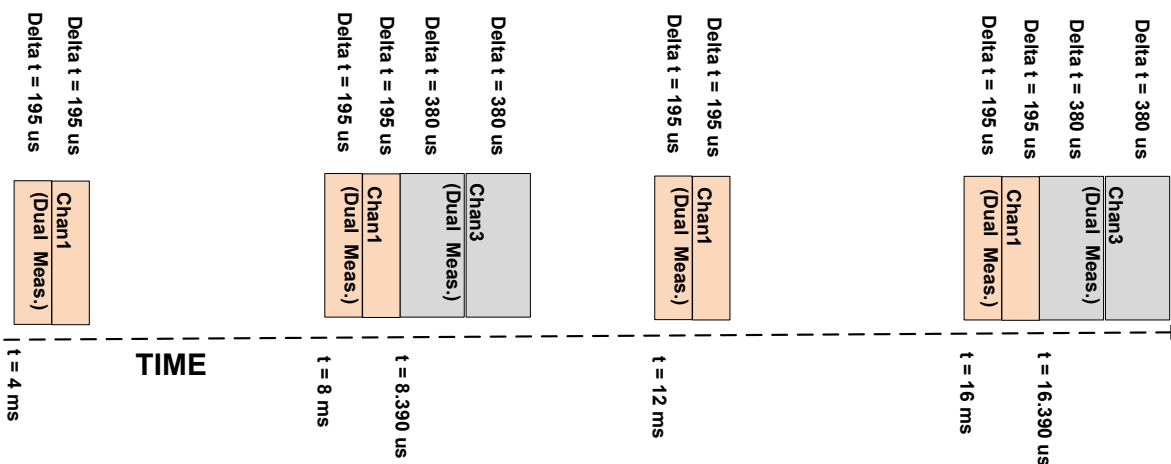 Delta t = 195 us
Delta t = 195 us
Delta t = 195 us
Delta t = 195 us
Delta t = 380 us
Delta t = 380 us
Delta t = 195 us
Delta t = 195 us
Delta t = 195 us
Delta t = 195 us
Delta t = 380 us
Delta t = 380 us
Chan1
(Dual Meas.)
Chan1
(Dual Meas.)
Chan3
(Dual Meas.)
Chan1
(Dual Meas.)
Chan1
(Dual Meas.)
Chan3
(Dual Meas.)
t = 4 ms
TIME
t = 8 ms
t = 8.390 us
t = 12 ms
t = 16 ms
t = 16.390 us